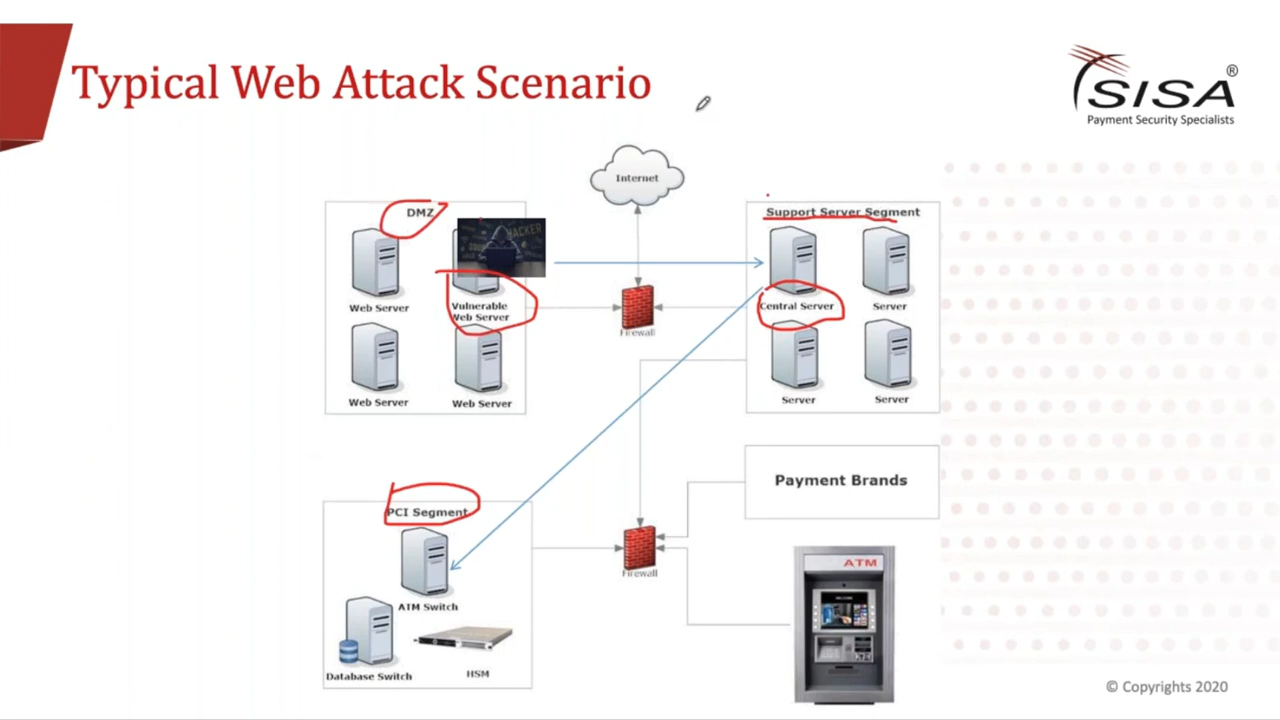 Typical Web Attack Scenario
SISA®
Payment Security Specialists
Internet
DMZ
HACKER
Web Server
Vulnerable
Web Server
Web Server
Web Server
Firewall
Support Server Segment
Central Server
Server
Server
Server
Payment Brands
PCI Segment
ATM Switch
Database Switch
HSM
Firewall
ATM
© Copyrights 2020